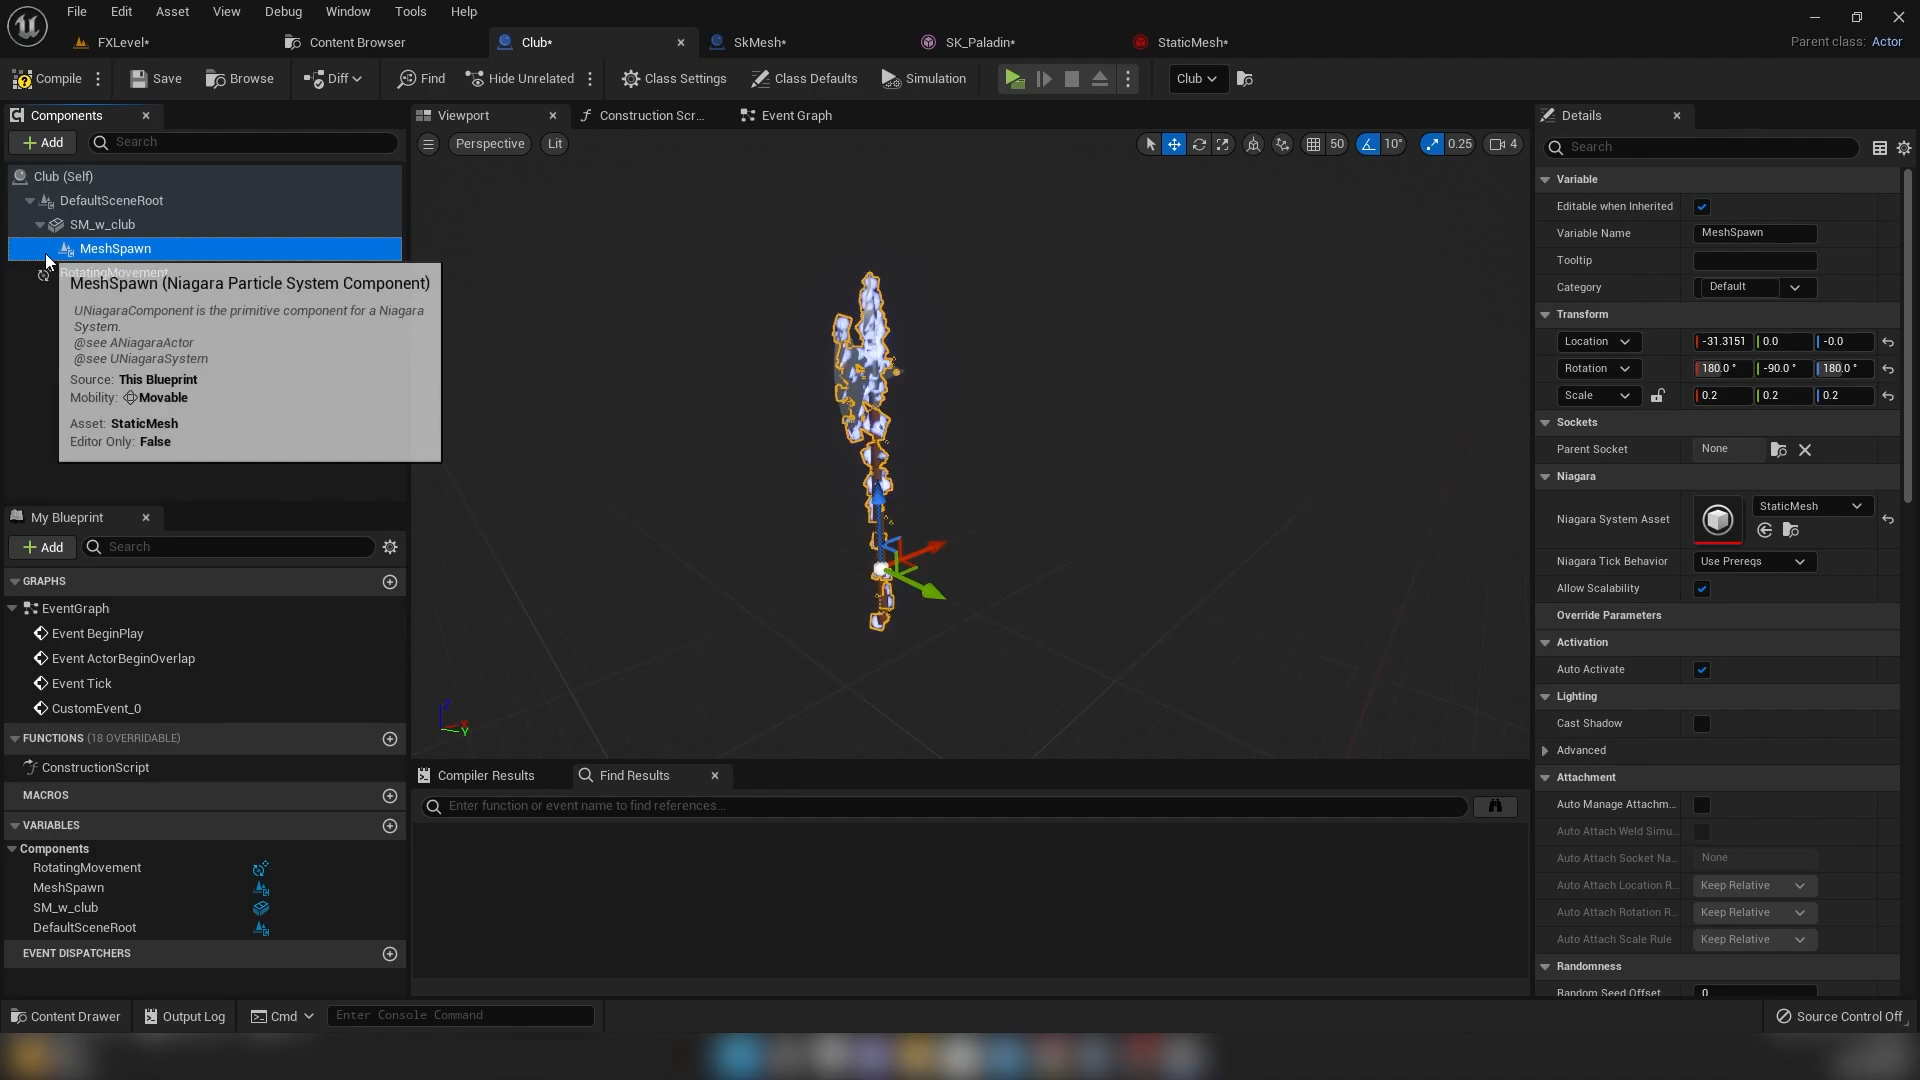 File Edit Asset View Debug Window Tools Help
FXLevel* Content Browser Club* SkMesh* SK_Paladin* StaticMesh* Parent class: Actor
Compile Save Browse Diff Find Hide Unrelated Class Settings Class Defaults Simulation Club
Components
Add Search
Club (Self)
DefaultSceneRoot
SM_w_club
MeshSpawn
RotatingMovement
MeshSpawn (Niagara Particle System Component)
UNiagaraComponent is the primitive component for a Niagara
System.
@see ANiagaraActor
@see UNiagaraSystem
Source: This Blueprint
Mobility: Movable
Asset: StaticMesh
Editor Only: False
My Blueprint
Add Search
GRAPHS
EventGraph
Event BeginPlay
Event ActorBeginOverlap
Event Tick
CustomEvent_0
FUNCTIONS (18 OVERRIDABLE)
ConstructionScript
MACROS
VARIABLES
Components
RotatingMovement
MeshSpawn
SM_w_club
DefaultSceneRoot
EVENT DISPATCHERS
Viewport Construction Scr... Event Graph
Perspective Lit 50 10° 0.25 4
Z
X
Y
Compiler Results Find Results
Enter function or event name to find references...
Details
Search
Variable
Editable when Inherited
Variable Name MeshSpawn
Tooltip
Category Default
Transform
Location -31.3151 0.0 -0.0
Rotation 180.0 ° -90.0 ° 180.0 °
Scale 0.2 0.2 0.2
Sockets
Parent Socket None
Niagara
Niagara System Asset StaticMesh
Niagara Tick Behavior Use Prereqs
Allow Scalability
Override Parameters
Activation
Auto Activate
Lighting
Cast Shadow
Advanced
Attachment
Auto Manage Attachm...
Auto Attach Weld Simu...
Auto Attach Socket Na... None
Auto Attach Location R... Keep Relative
Auto Attach Rotation R... Keep Relative
Auto Attach Scale Rule Keep Relative
Randomness
Random Seed Offset 0
Content Drawer Output Log Cmd Enter Console Command Source Control Off